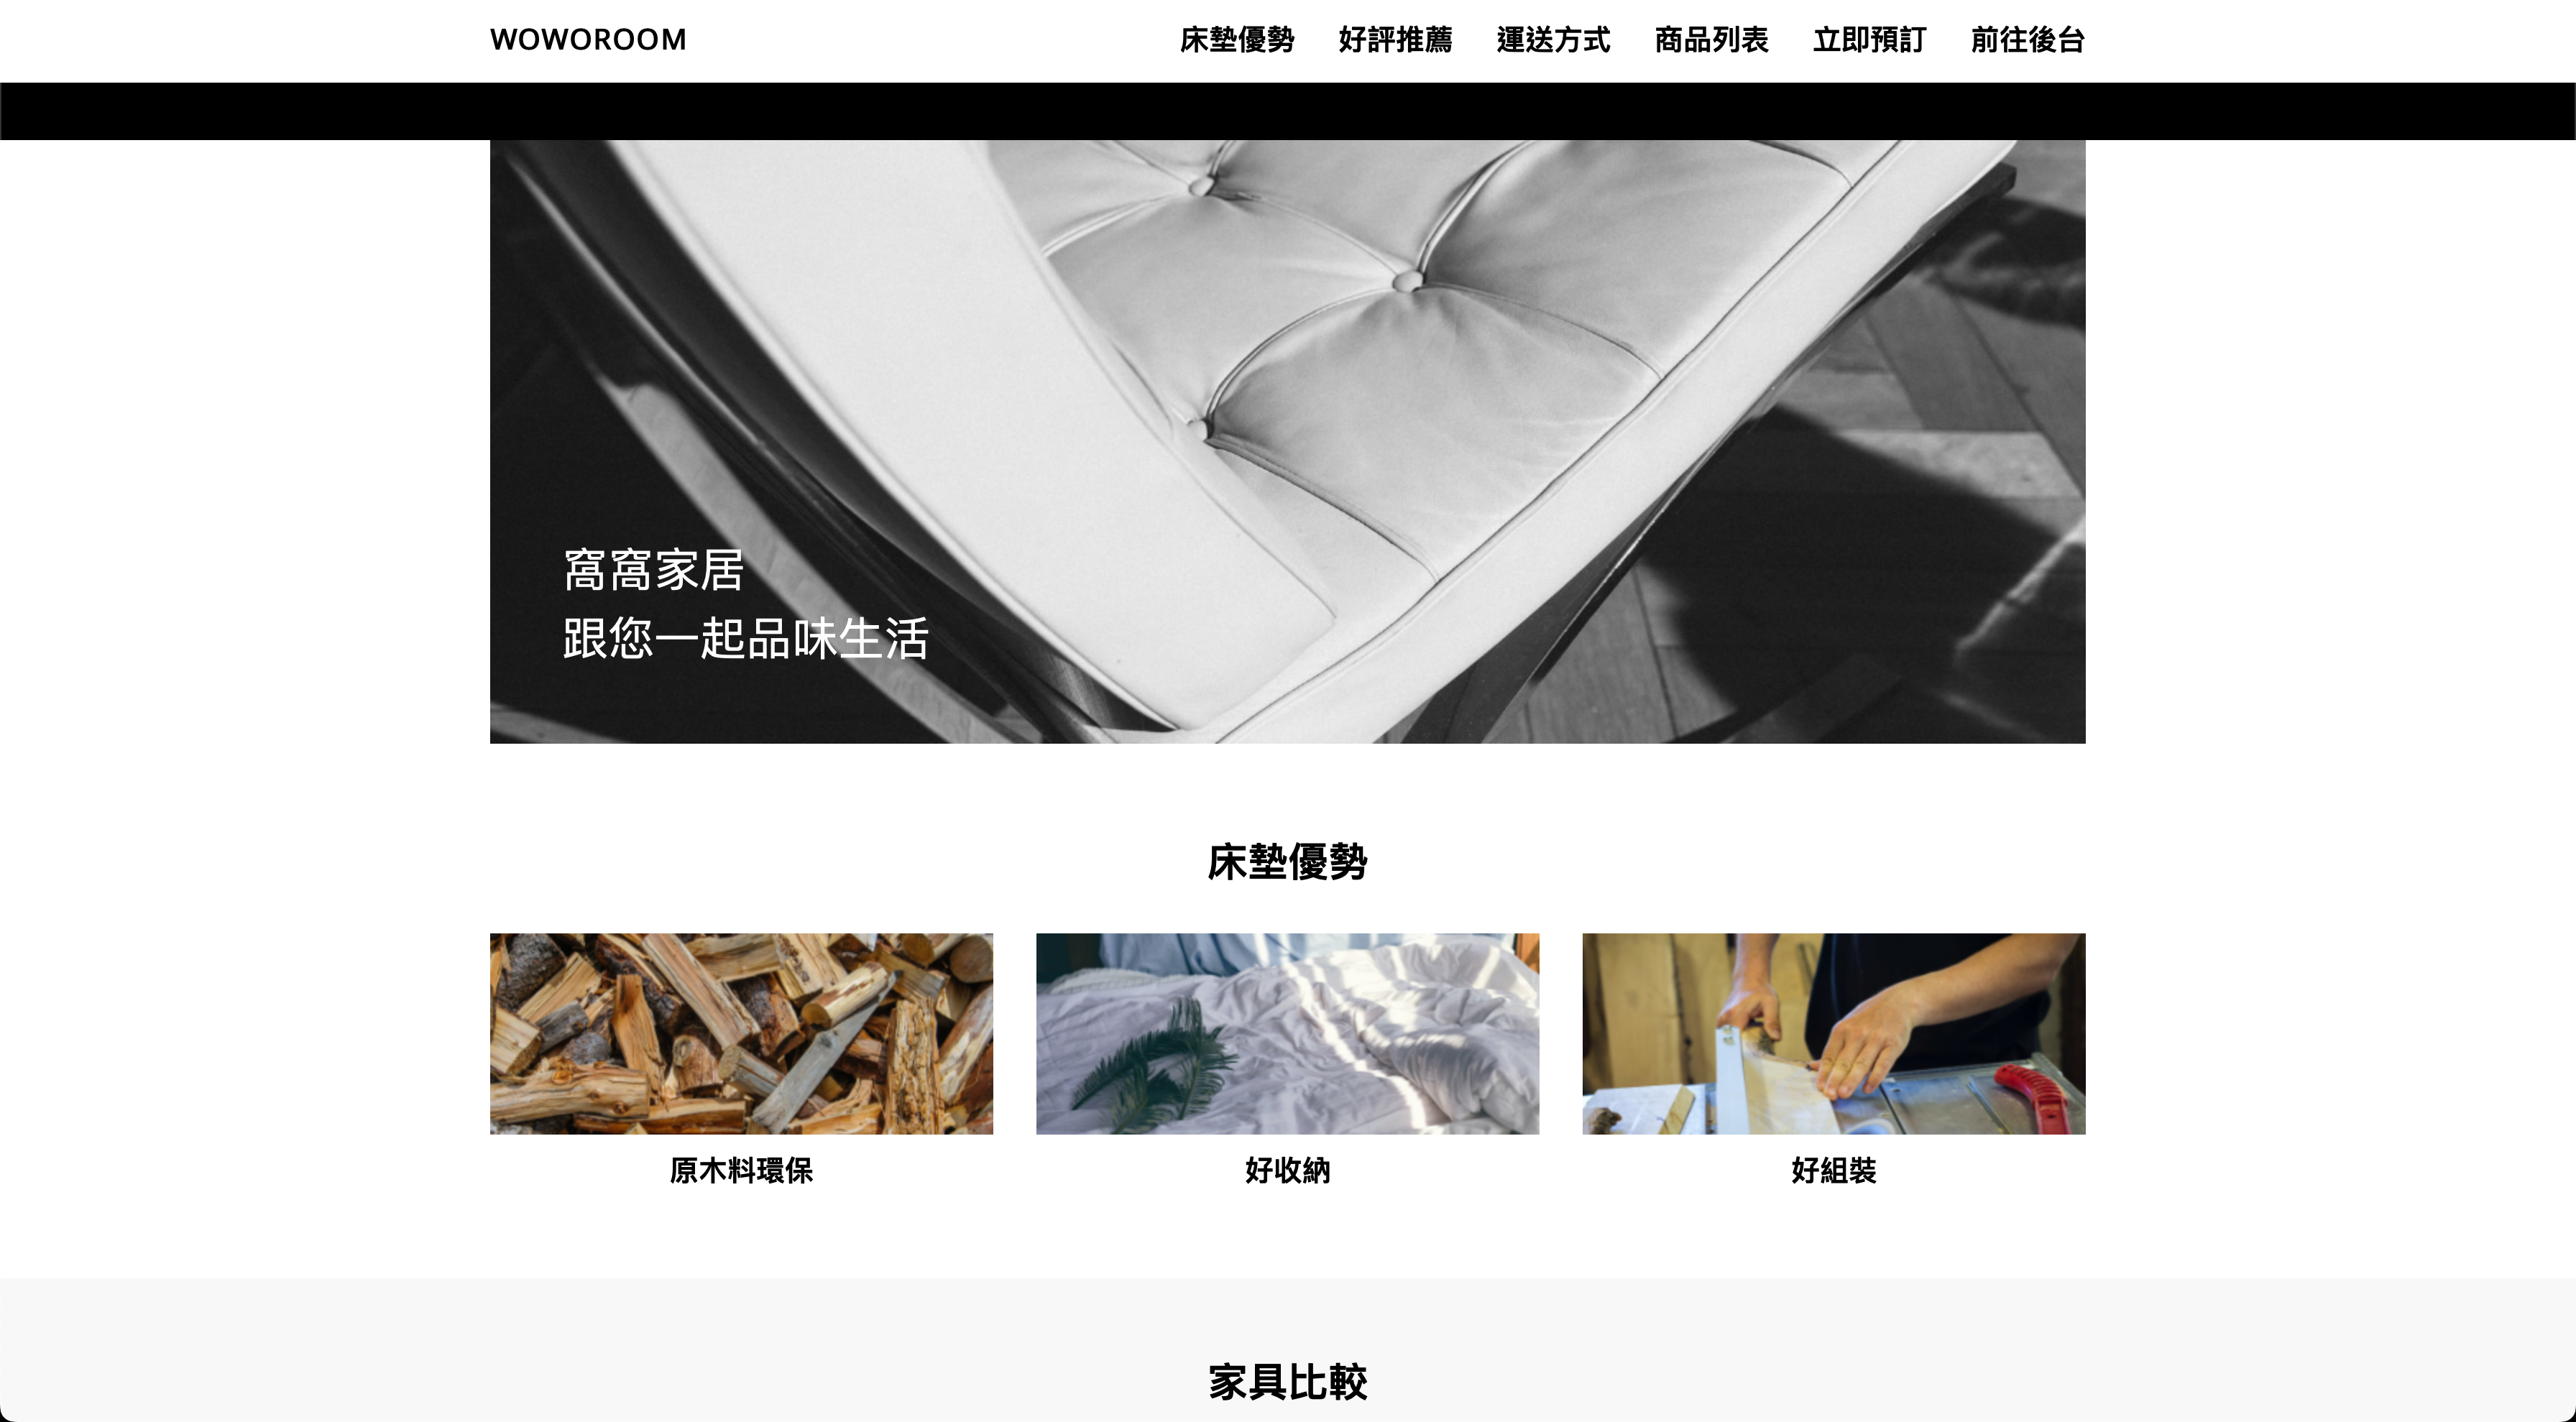 WOWOROOM
床墊優勢 好評推薦 運送方式 商品列表 立即預訂 前往後台
窩窩家居
跟您一起品味生活
床墊優勢
原木料環保
好收納
好組裝
家具比較